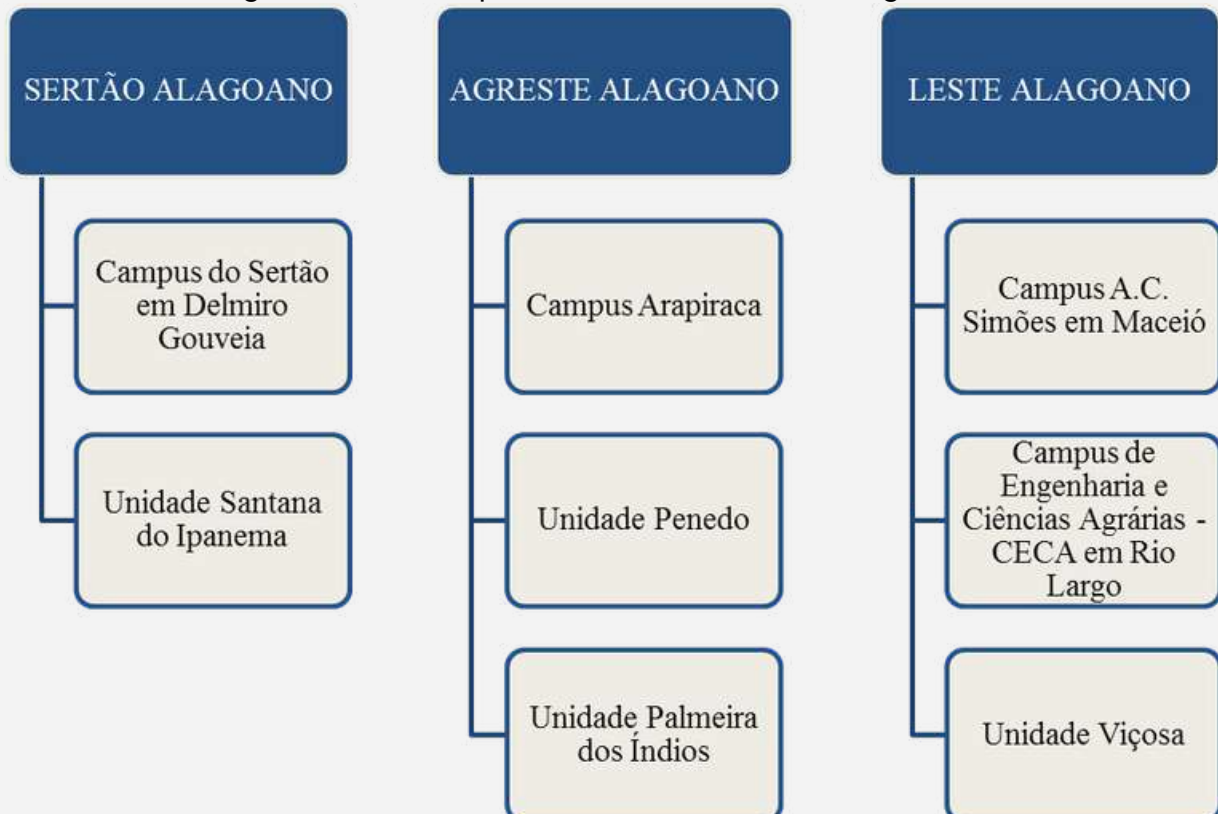 SERTÃO ALAGOANO
Campus do Sertão
em Delmiro
Gouveia
Unidade Santana
do Ipanema
AGRESTE ALAGOANO
Campus Arapiraca
Unidade Penedo
Unidade Palmeira
dos Índios
LESTE ALAGOANO
Campus A.C.
Simões em Maceió
Campus de
Engenharia e
Ciências Agrárias -
CECA em Rio
Largo
Unidade Viçosa